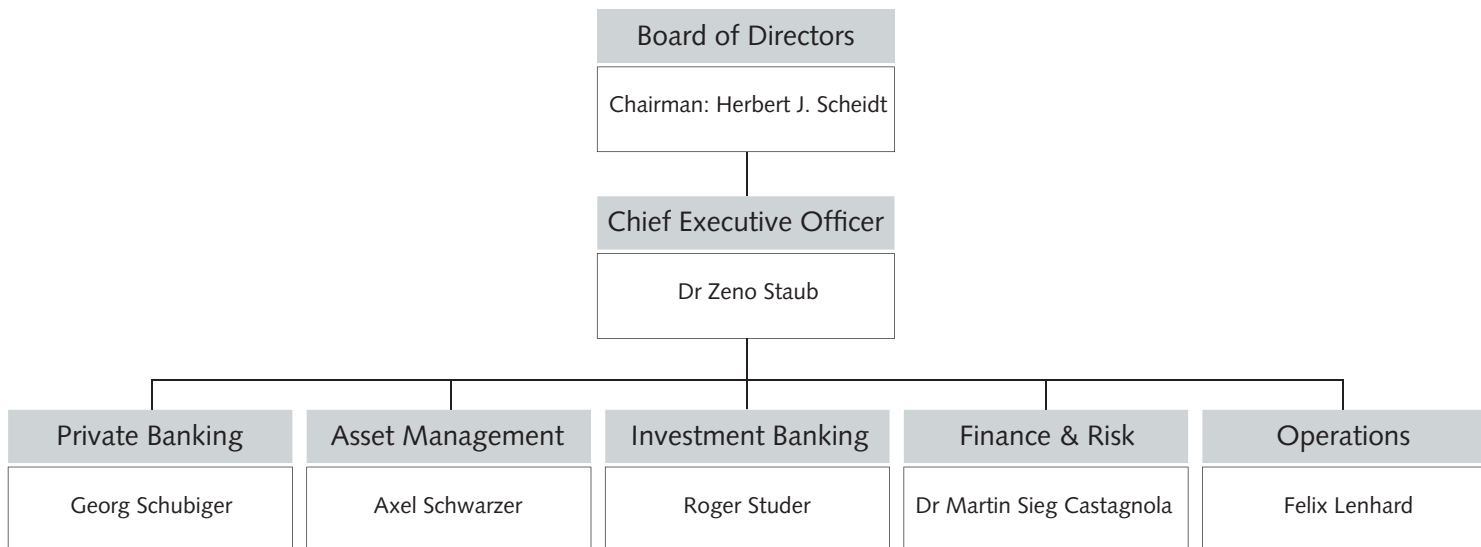 Board of Directors
Chairman: Herbert J. Scheidt
Chief Executive Officer
Dr Zeno Staub
Private Banking
Georg Schubiger
Asset Management
Axel Schwarzer
Investment Banking
Roger Studer
Finance & Risk
Dr Martin Sieg Castagnola
Operations
Felix Lenhard